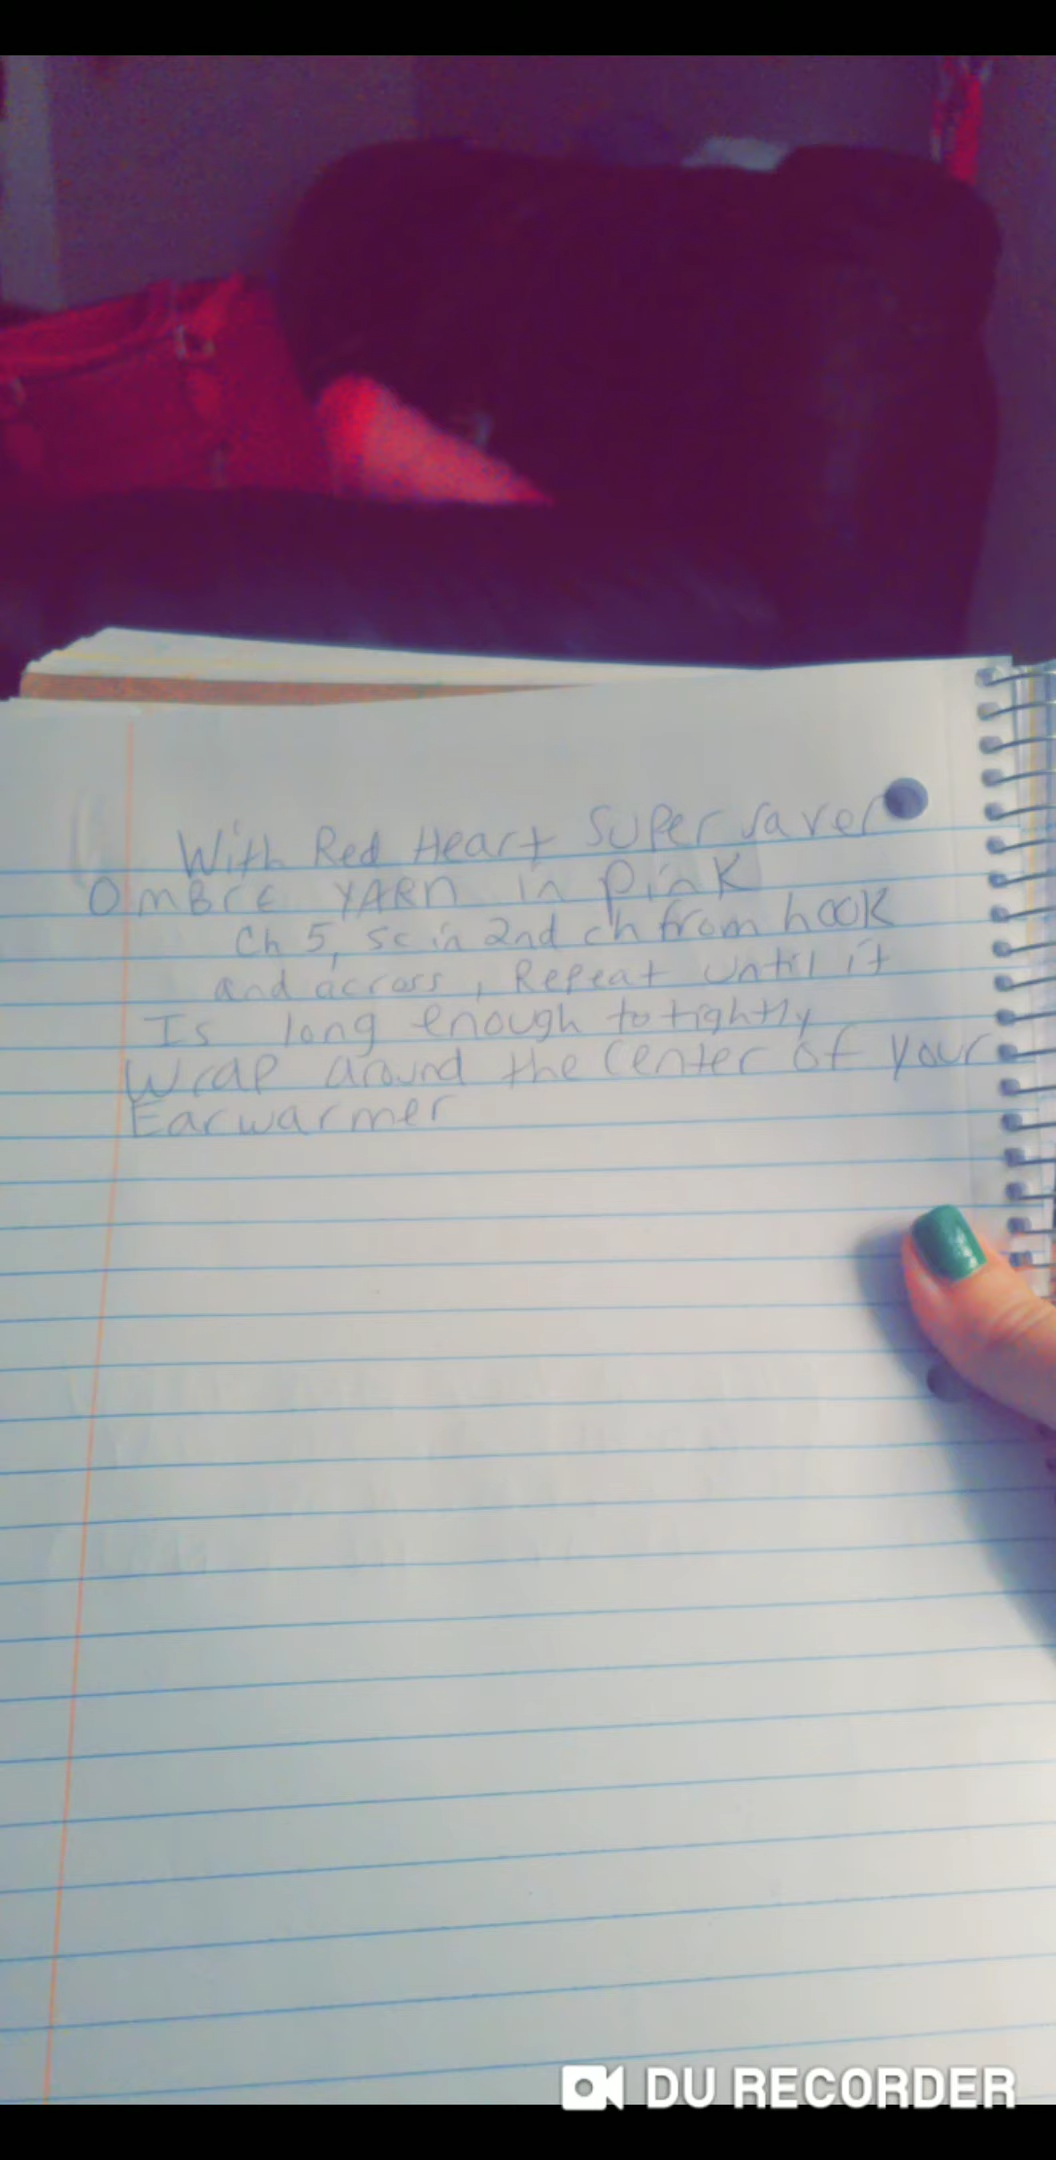 With Red Heart Super saver
OmBrE YARn in pink
Ch 5, sc in 2nd ch from hook
and across, Repeat until it
Is long enough to tightly
Wrap around the center of your
Earwarmer
DU RECORDER